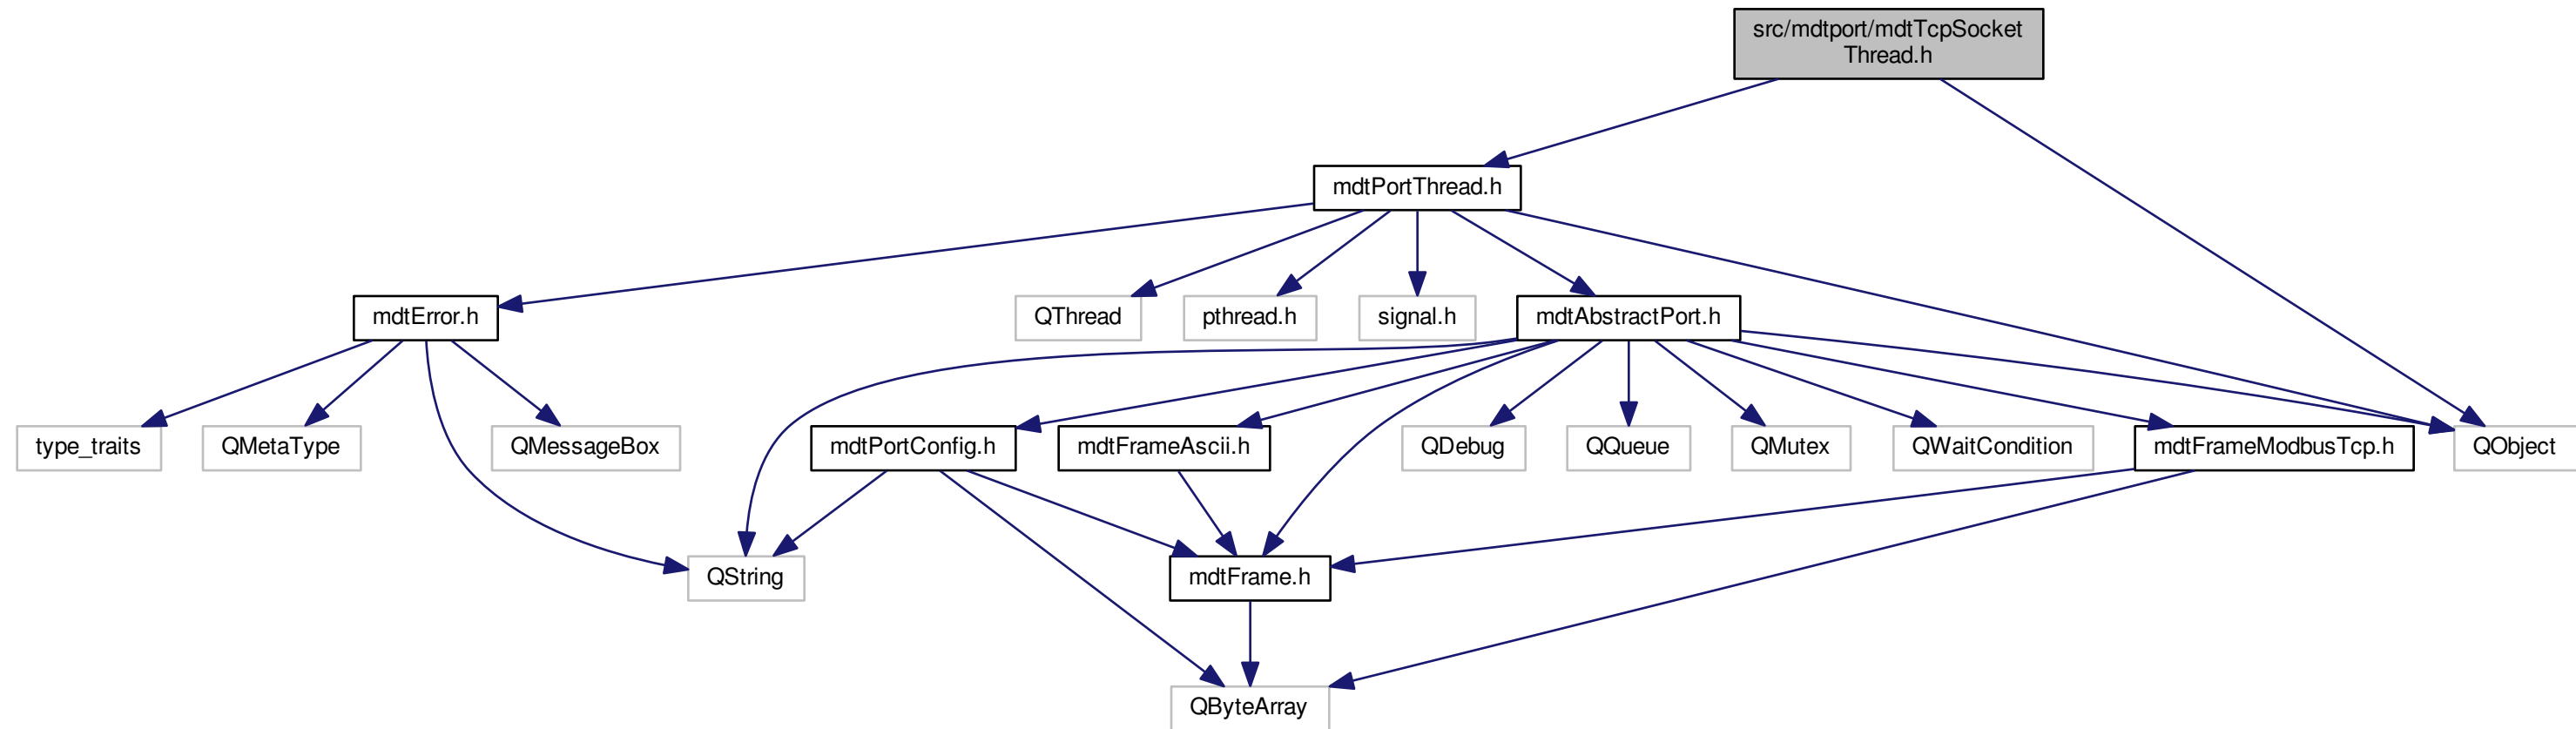 src/mdtport/mdtTcpSocket
Thread.h
mdtPortThread.h
mdtError.h
QThread
pthread.h
signal.h
mdtAbstractPort.h
type_traits
QMetaType
QMessageBox
mdtPortConfig.h
mdtFrameAscii.h
QDebug
QQueue
QMutex
QWaitCondition
mdtFrameModbusTcp.h
QObject
QString
mdtFrame.h
QByteArray